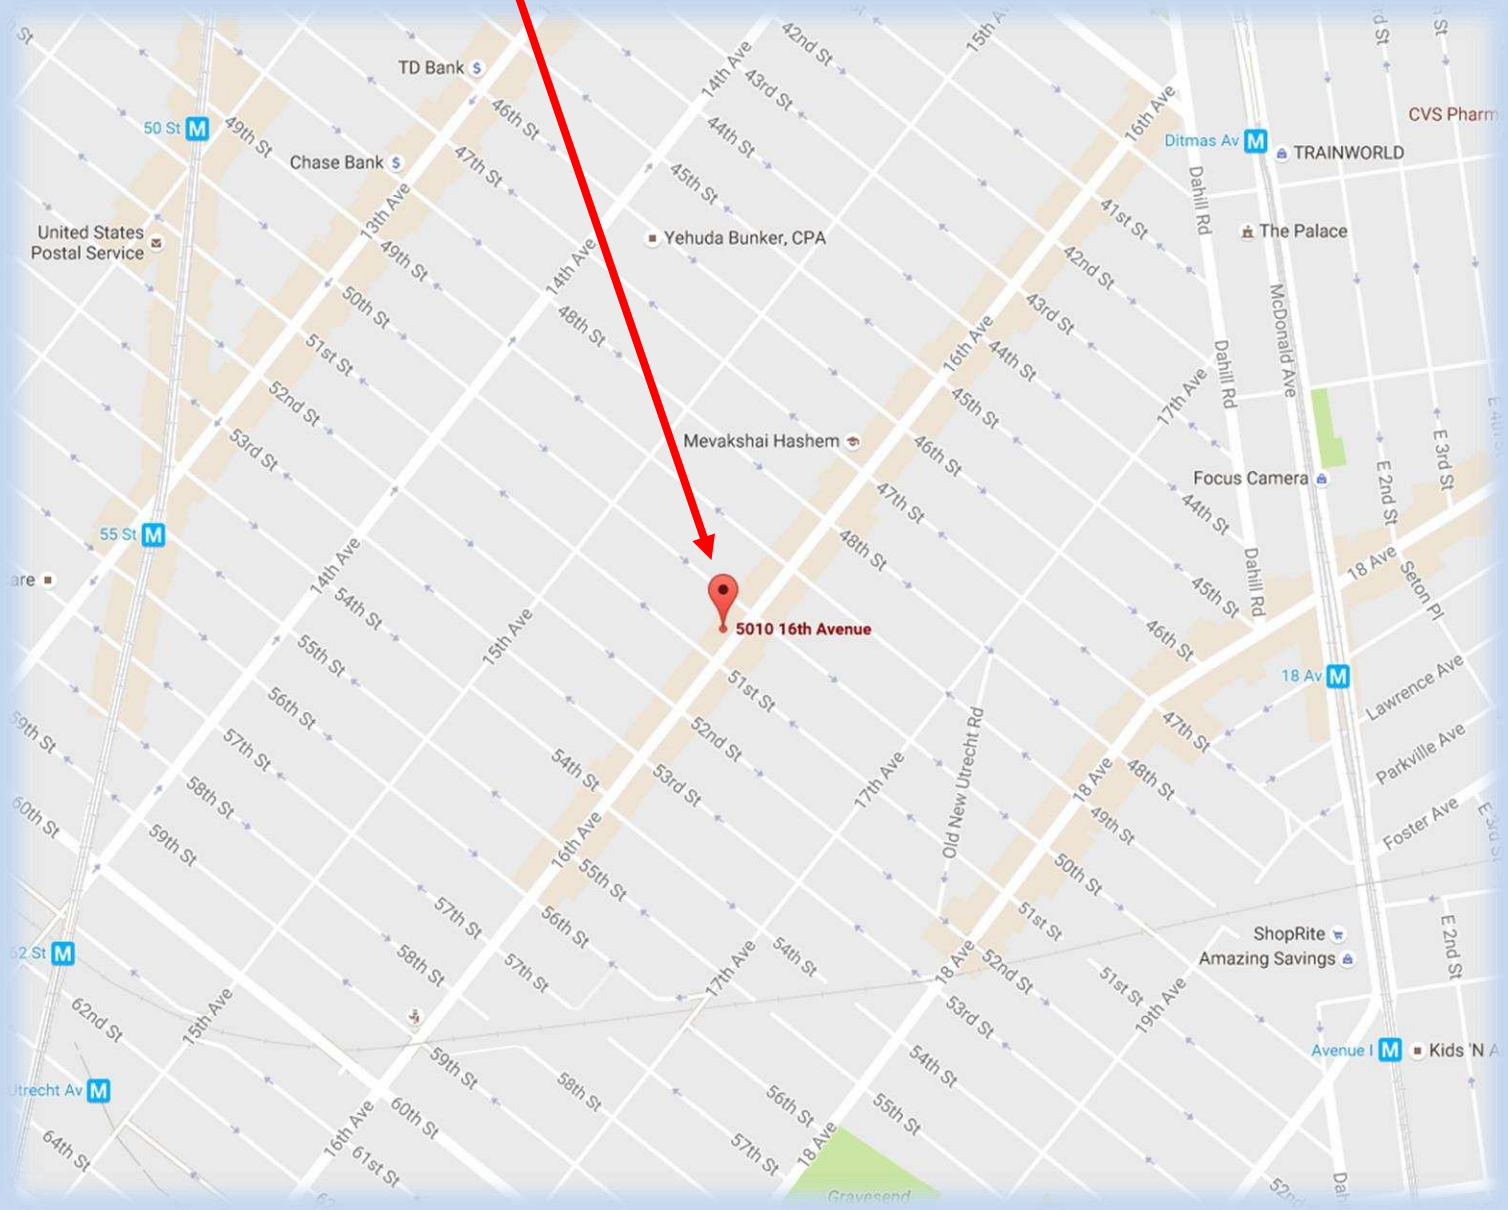 St
TD Bank
42nd St
14th Ave
15th A
rd St
St
43rd St
16th Ave
46th St
CVS Pharm
50 St
49th St
44th St
Ditmas Av
TRAINWORLD
Chase Bank
47th St
45th St
13th Ave
Dahill Rd
41st St
United States
Postal Service
Yehuda Bunker, CPA
The Palace
49th St
14th Ave
42nd St
50th St
48th St
43rd St
McDonald Ave
51st St
16th Ave
44th St
Dahill Rd
17th Ave
52nd St
45th St
53rd St
Mevakshai Hashem
46th St
E 3rd St
Focus Camera
E 2nd St
47th St
44th St
55 St
48th St
14th Ave
18 Ave
are
Dahill Rd
Seton Pl
45th St
54th St
15th Ave
5010 16th Avenue
46th St
55th St
51st St
18 Av
Lawrence Ave
56th St
59th St
52nd St
Old New Utrecht Rd
47th St
57th St
54th St
53rd St
17th Ave
18 Ave
48th St
Parkville Ave
58th St
60th St
59th St
16th Ave
49th St
Foster Ave
E 3rd S
55th St
50th St
57th St
56th St
51st St
58th St
57th St
54th St
17th Ave
18 Ave
52nd St
ShopRite
Amazing Savings
E 2nd St
62 St
51st St
19th Ave
62nd St
15th Ave
53rd St
59th St
54th St
Avenue I
Kids 'N A
Utrecht Av
58th St
56th St
55th St
60th St
16th Ave
64th St
61st St
57th St
18 Ave
Gravesend
52nd
Dah